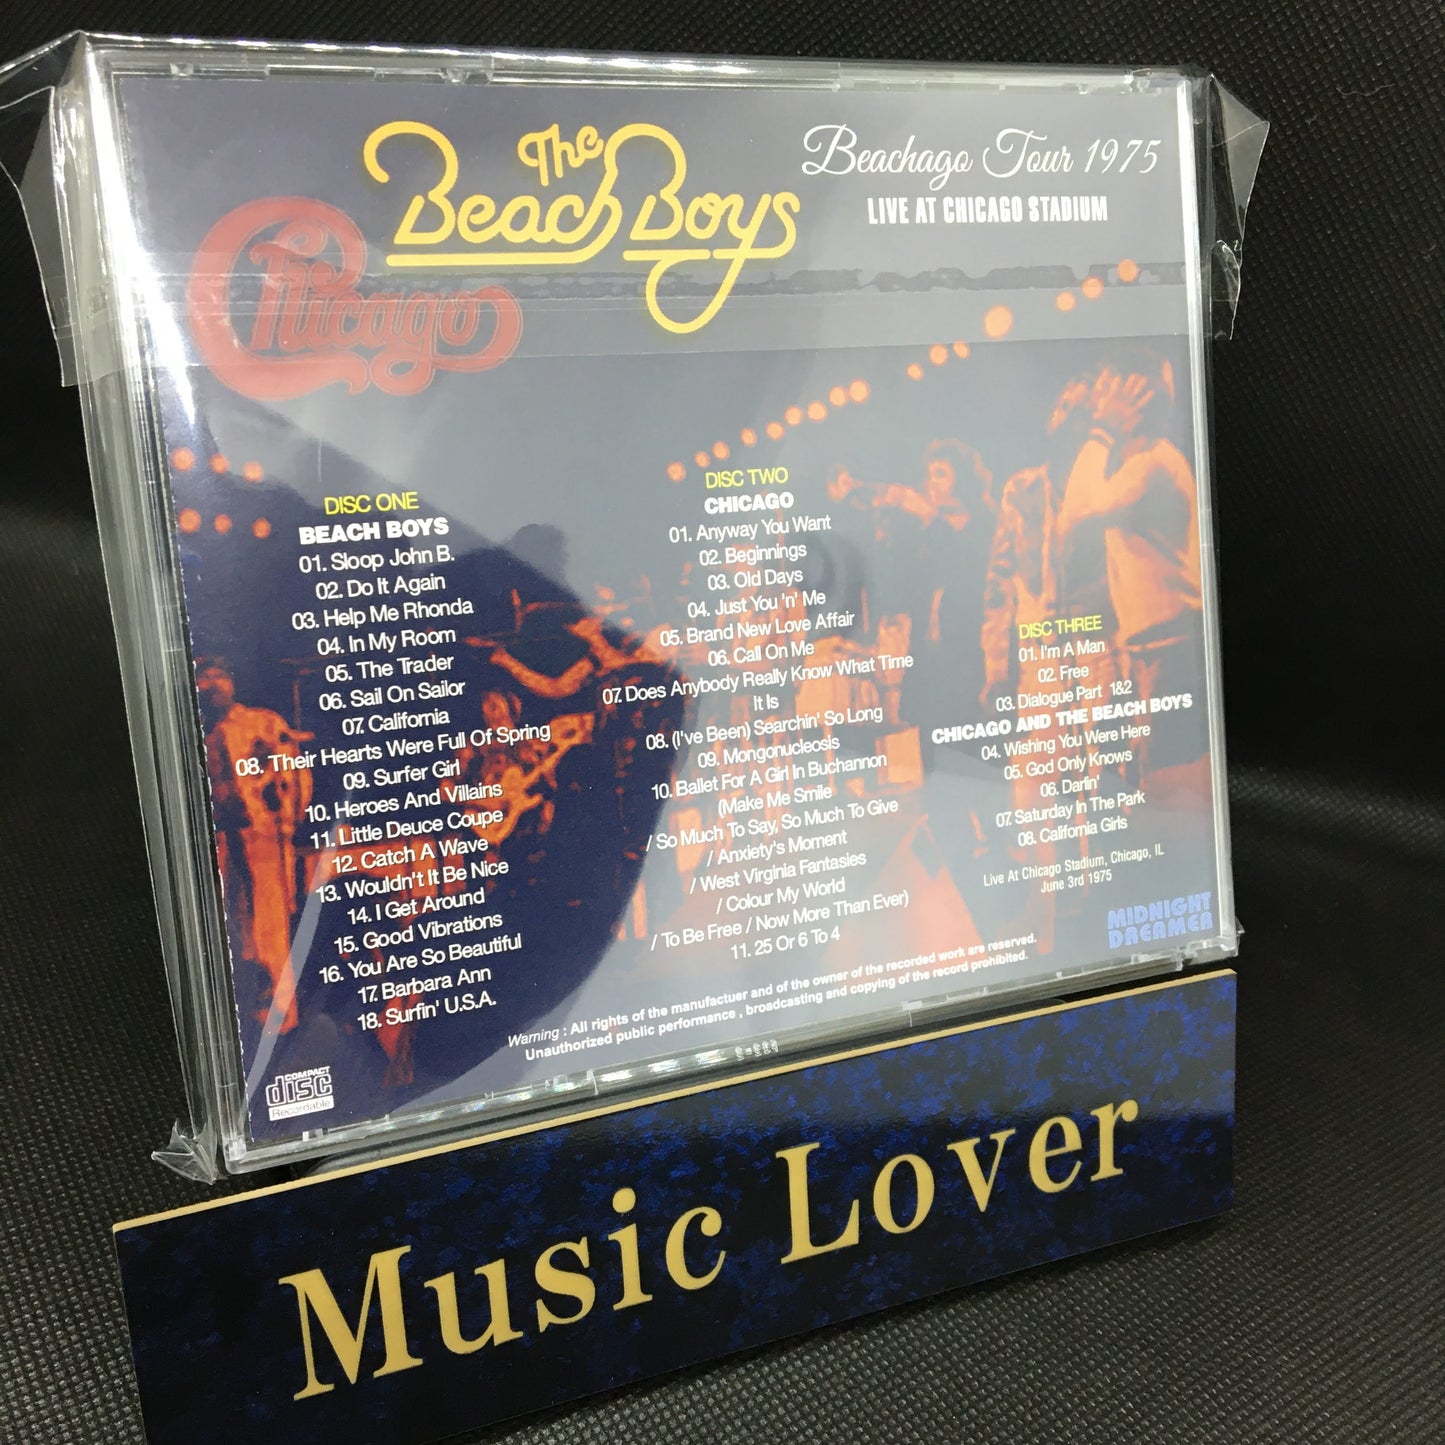 The
Beach Boys
Chicago
Beachago Tour 1975
LIVE AT CHICAGO STADIUM
DISC ONE
BEACH BOYS
01. Sloop John B.
02. Do It Again
03. Help Me Rhonda
04. In My Room
05. The Trader
06. Sail On Sailor
07. California
08. Their Hearts Were Full Of Spring
09. Surfer Girl
10. Heroes And Villains
11. Little Deuce Coupe
12. Catch A Wave
13. Wouldn't It Be Nice
14. I Get Around
15. Good Vibrations
16. You Are So Beautiful
17. Barbara Ann
18. Surfin' U.S.A.
DISC TWO
CHICAGO
01. Anyway You Want
02. Beginnings
03. Old Days
04. Just You 'n' Me
05. Brand New Love Affair
06. Call On Me
07. Does Anybody Really Know What Time
It Is
08. (I've Been) Searchin' So Long
09. Mongonucleosis
10. Ballet For A Girl In Buchannon
(Make Me Smile
/ So Much To Say, So Much To Give
/ Anxiety's Moment
/ West Virginia Fantasies
/ Colour My World
/ To Be Free / Now More Than Ever)
11. 25 Or 6 To 4
DISC THREE
01. I'm A Man
02. Free
03. Dialogue Part 1&2
CHICAGO AND THE BEACH BOYS
04. Wishing You Were Here
05. God Only Knows
06. Darlin'
07. Saturday In The Park
08. California Girls
Live At Chicago Stadium, Chicago, IL
June 3rd 1975
MIDNIGHT
DREAMER
Warning : All rights of the manufactuer and of the owner of the recorded work are reserved.
Unauthorized public performance , broadcasting and copying of the record prohibited.
COMPACT
disc
Recordable
Music Lover